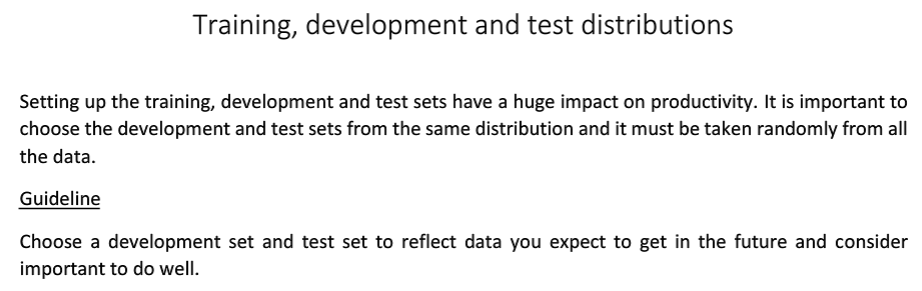 Training, development and test distributions
Setting up the training, development and test sets have a huge impact on productivity. It is important to
choose the development and test sets from the same distribution and it must be taken randomly from all
the data.
Guideline
Choose a development set and test set to reflect data you expect to get in the future and consider
important to do well.